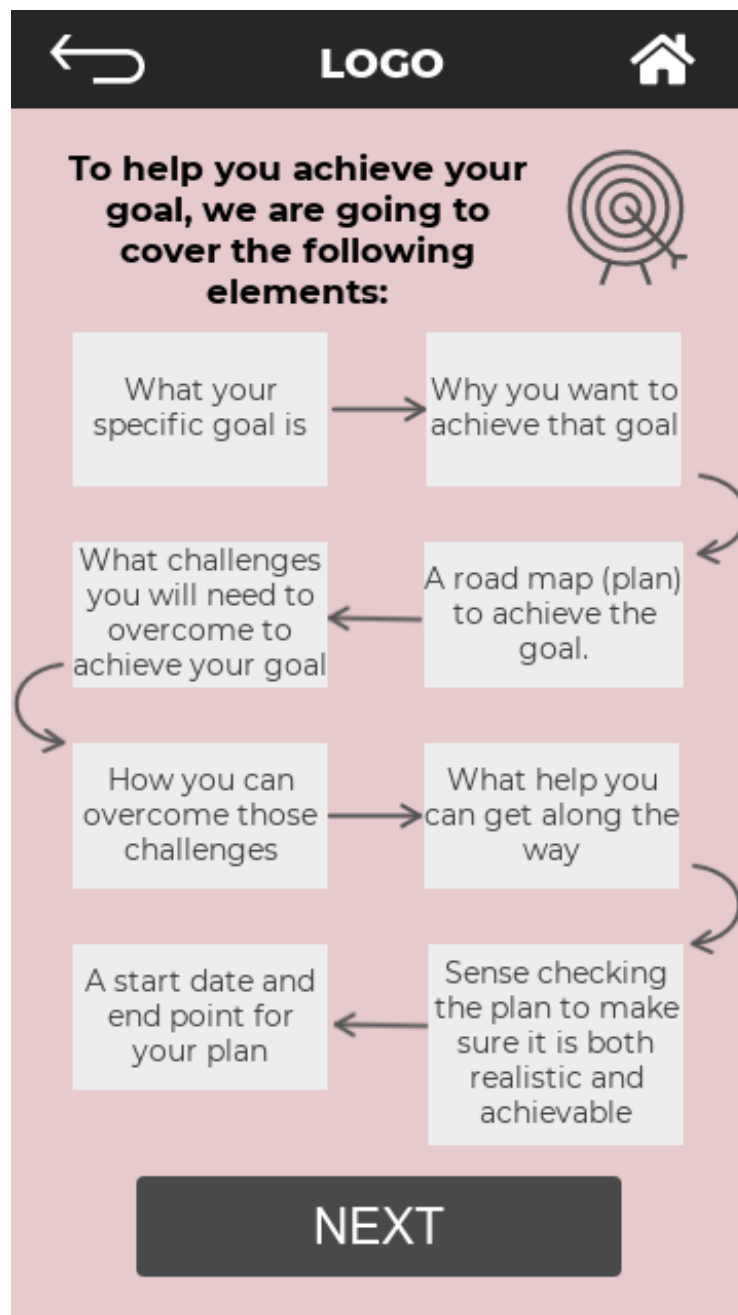 LOGO
To help you achieve your
goal, we are going to
cover the following
elements:
What your
specific goal is
Why you want to
achieve that goal
A road map (plan)
to achieve the
goal.
What challenges
you will need to
overcome to
achieve your goal
How you can
overcome those
challenges
What help you
can get along the
way
Sense checking
the plan to make
sure it is both
realistic and
achievable
A start date and
end point for
your plan
NEXT